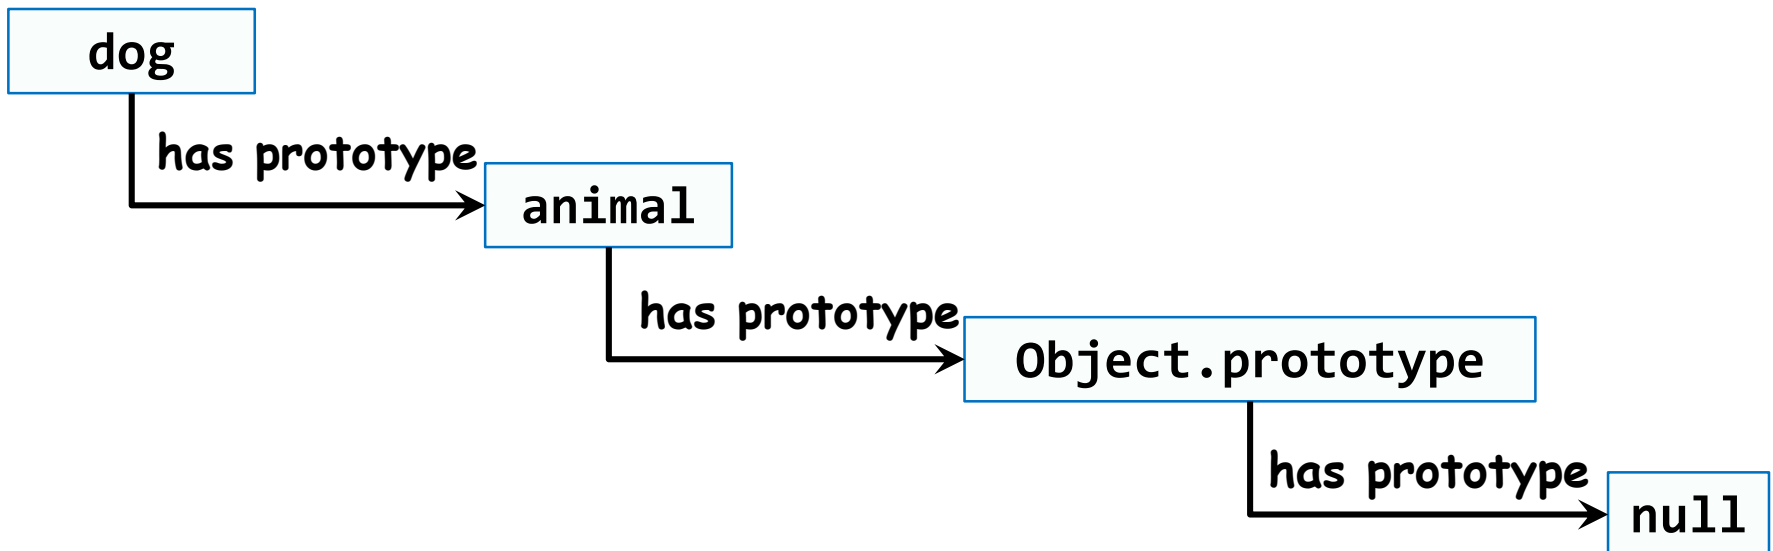 dog
has prototype
animal
has prototype
Object.prototype
has prototype
null